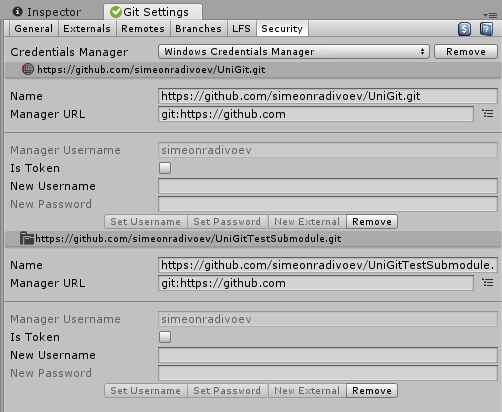 Inspector Git Settings
General Externals Remotes Branches LFS Security
Credentials Manager Windows Credentials Manager Remove
https://github.com/simeonradivoev/UniGit.git
Name https://github.com/simeonradivoev/UniGit.git
Manager URL git:https://github.com
Manager Username simeonradivoev
Is Token
New Username
New Password
Set Username Set Password New External Remove
https://github.com/simeonradivoev/UniGitTestSubmodule.git
Name https://github.com/simeonradivoev/UniGitTestSubmodule.
Manager URL git:https://github.com
Manager Username simeonradivoev
Is Token
New Username
New Password
Set Username Set Password New External Remove